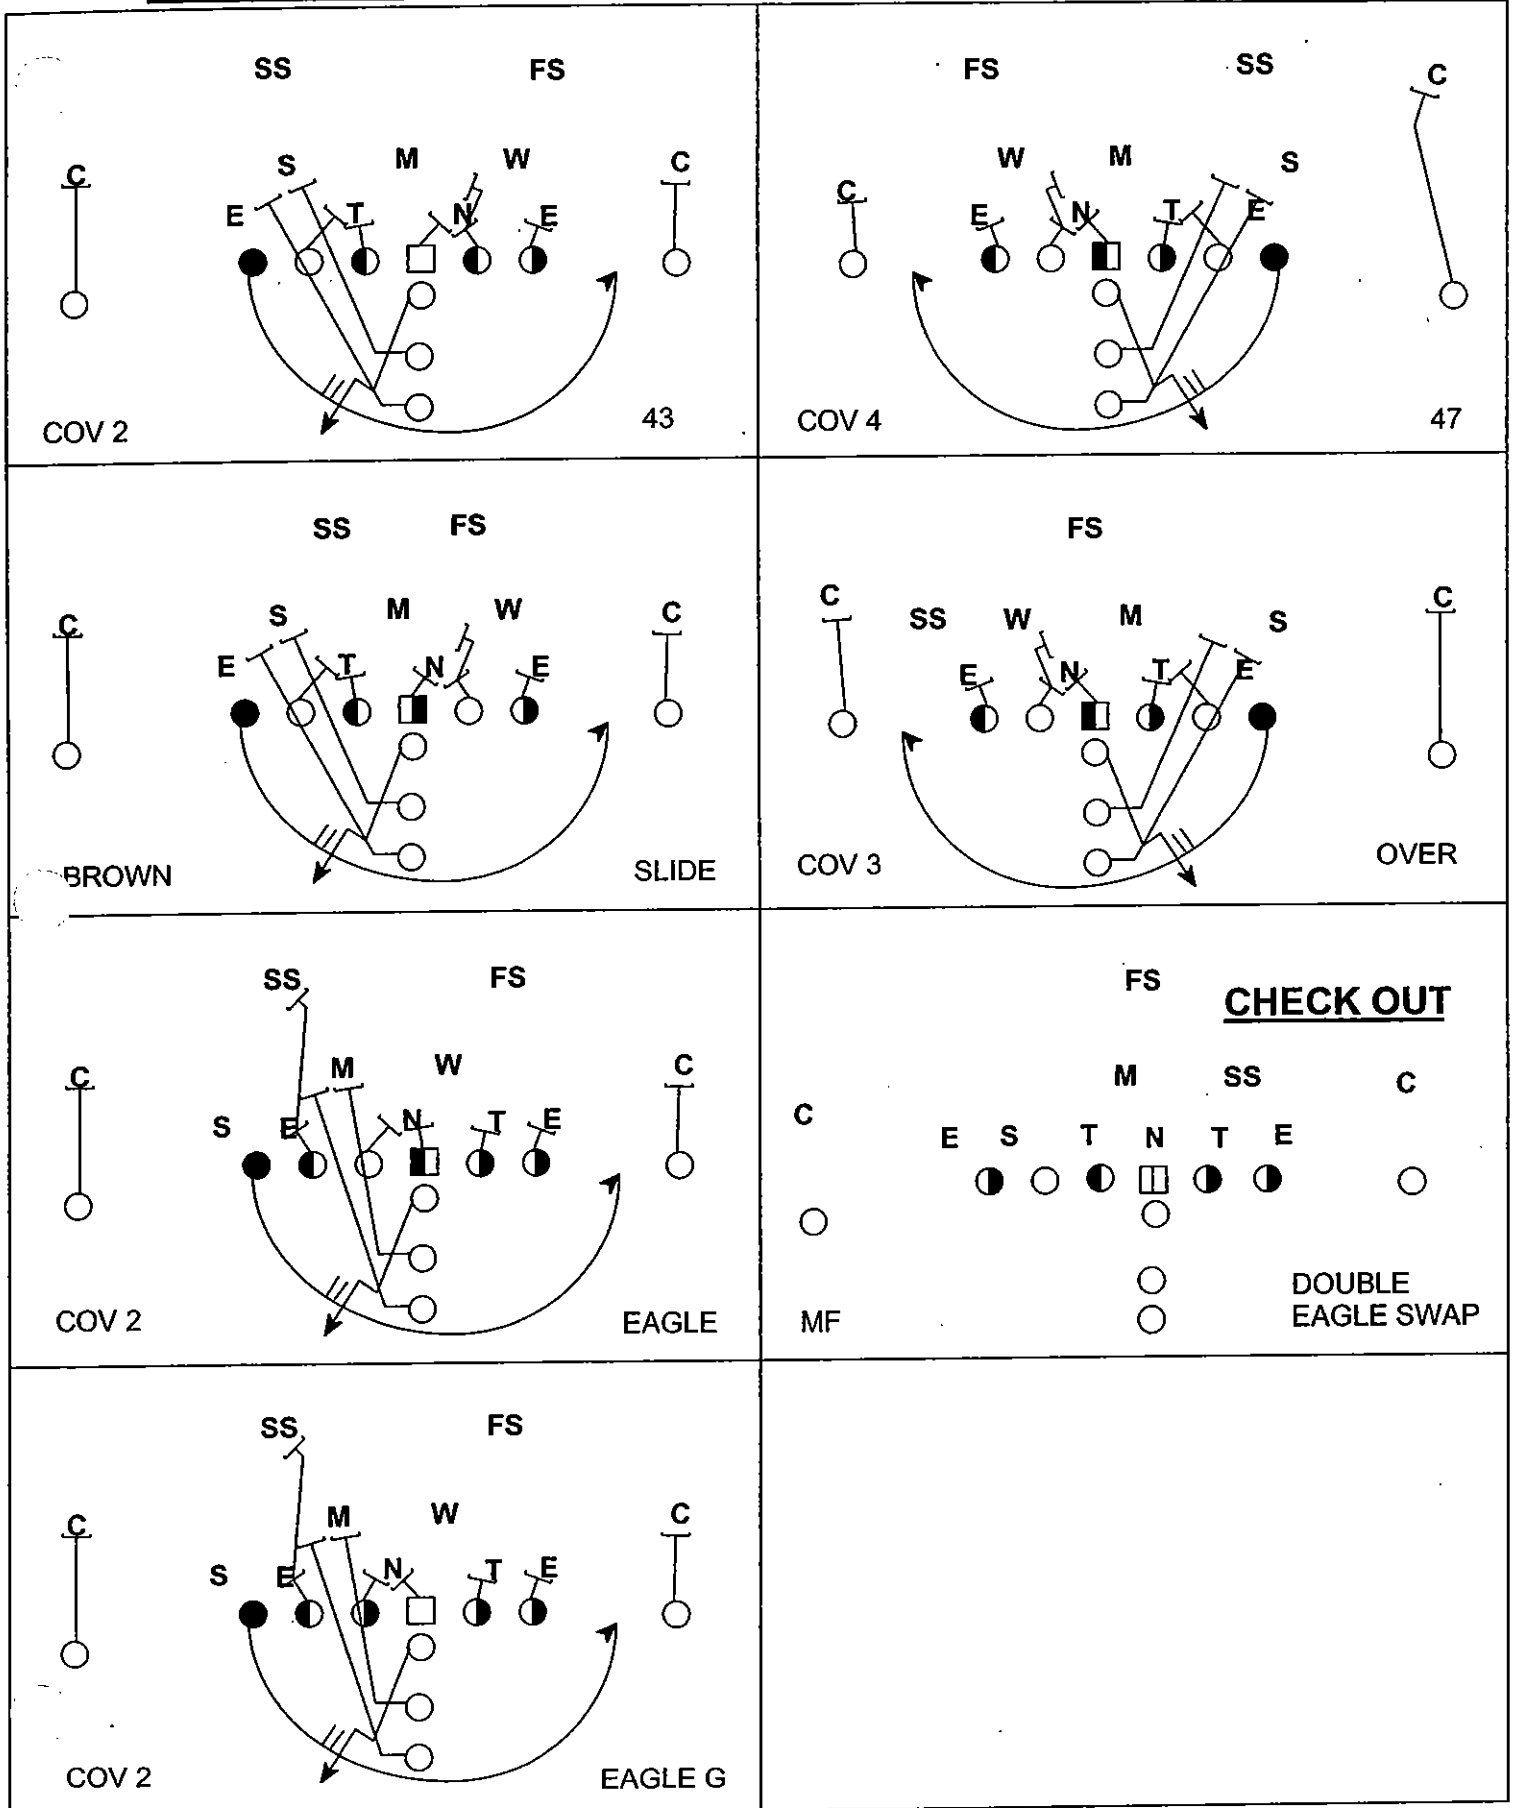 SS FS
C S M W C
E T N E
COV 2 43
FS SS C
C W M S
E N T E
COV 4 47
SS FS
C S M W C
E T N E
BROWN SLIDE
FS
C SS W M S C
E N T E
COV 3 OVER
SS FS
C M W C
S E N T E
COV 2 EAGLE
FS
CHECK OUT
C M SS C
E S T N T E
DOUBLE
MF EAGLE SWAP
SS FS
C M W C
S E N T E
COV 2 EAGLE G